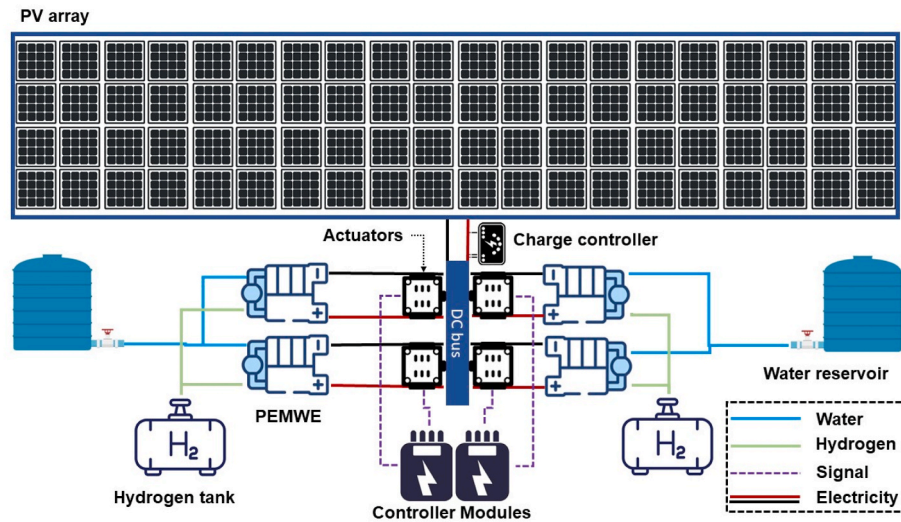 PV array
Actuators
Charge controller
DC bus
PEMWE
Water reservoir
H2
Hydrogen tank
H2
Controller Modules
Water
Hydrogen
Signal
Electricity